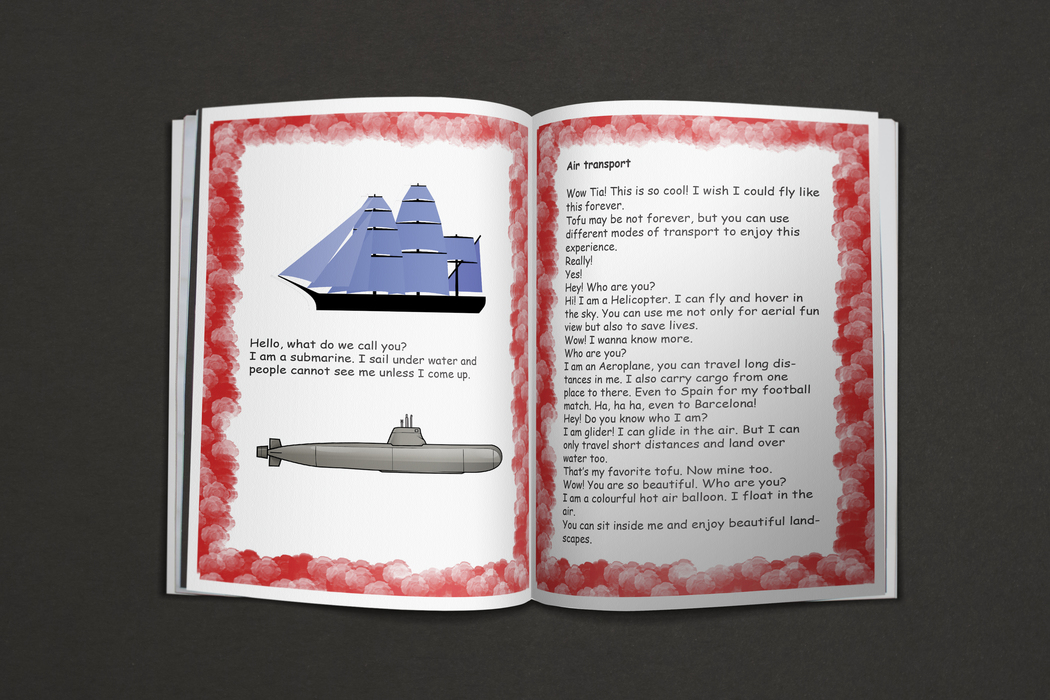 Hello, what do we call you?
I am a submarine. I sail under water and
people cannot see me unless I come up.
Air transport
Wow Tia! This is so cool! I wish I could fly like
this forever.
Tofu may be not forever, but you can use
different modes of transport to enjoy this
experience.
Really!
Yes!
Hey! Who are you?
Hi! I am a Helicopter. I can fly and hover in
the sky. You can use me not only for aerial fun
view but also to save lives.
Wow! I wanna know more.
Who are you?
I am an Aeroplane, you can travel long dis-
tances in me. I also carry cargo from one
place to there. Even to Spain for my football
match. Ha, ha ha, even to Barcelona!
Hey! Do you know who I am?
I am glider! I can glide in the air. But I can
only travel short distances and land over
water too.
That's my favorite tofu. Now mine too.
Wow! You are so beautiful. Who are you?
I am a colourful hot air balloon. I float in the
air.
You can sit inside me and enjoy beautiful land-
scapes.